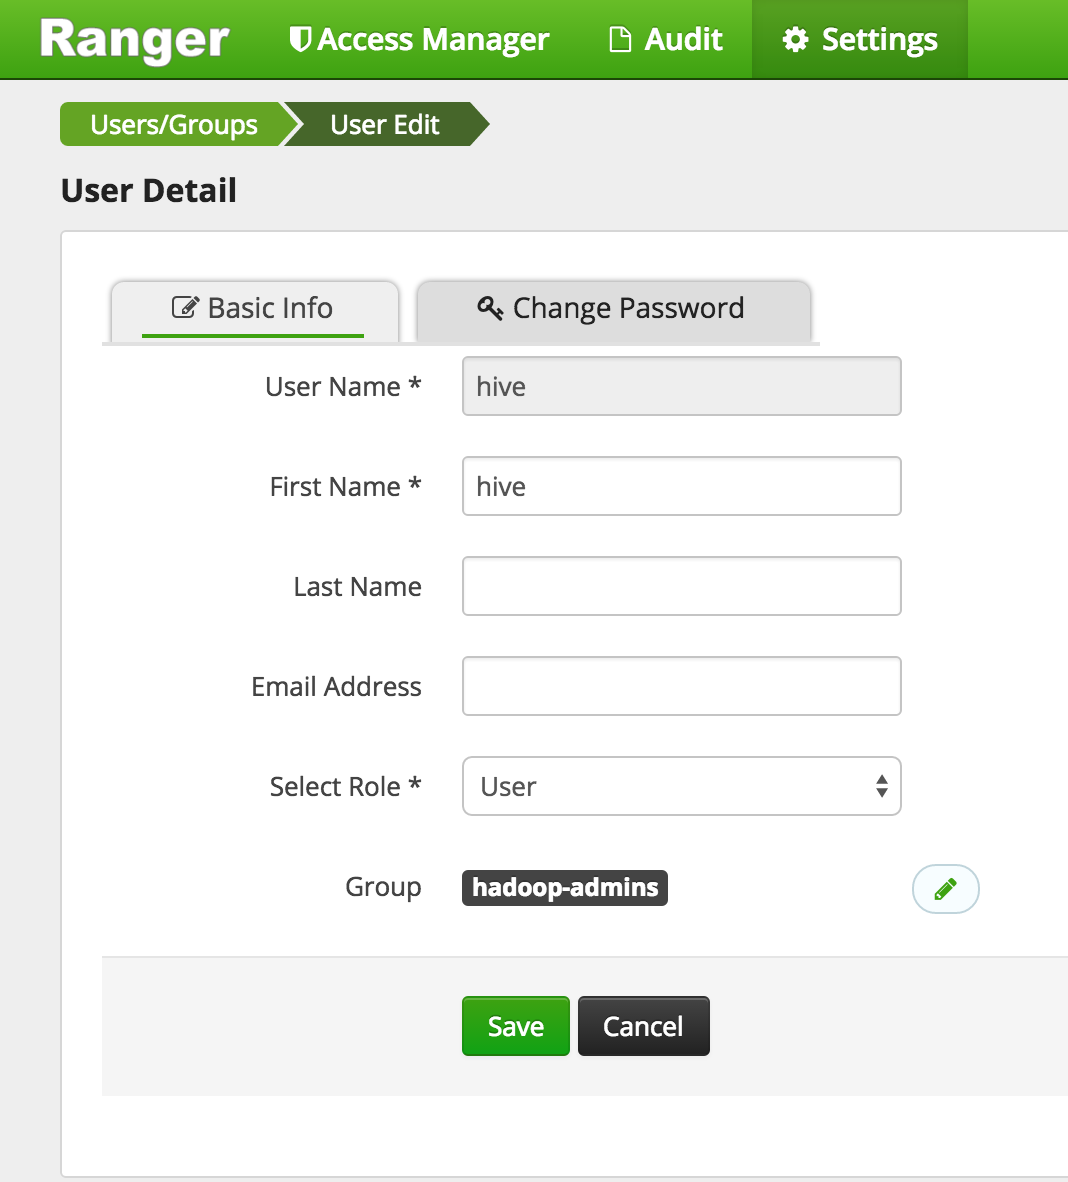 Ranger Access Manager Audit Settings
Users/Groups User Edit
User Detail
Basic Info Change Password
User Name * hive
First Name * hive
Last Name
Email Address
Select Role * User
Group hadoop-admins
Save Cancel